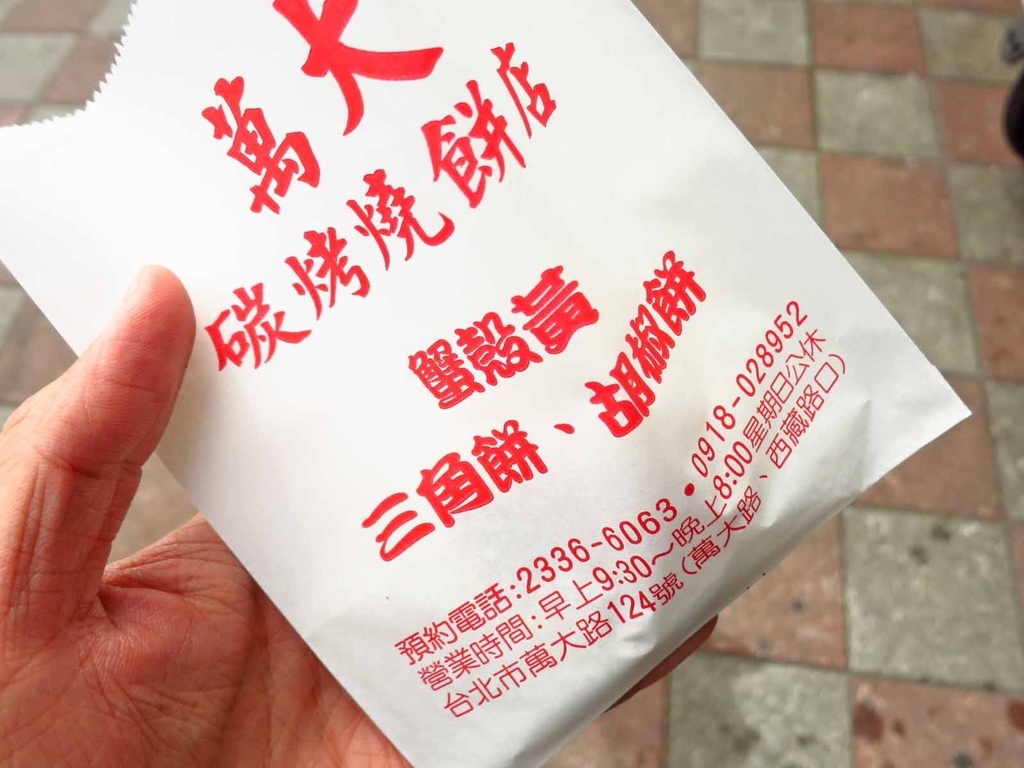 萬大
碳烤燒餅店
蟹殼黃
三角餅、胡椒餅
預約電話:2336-6063•0918-028952
營業時間:早上9:30～晚上8:00星期日公休
台北市萬大路124號(萬大路、西藏路口)